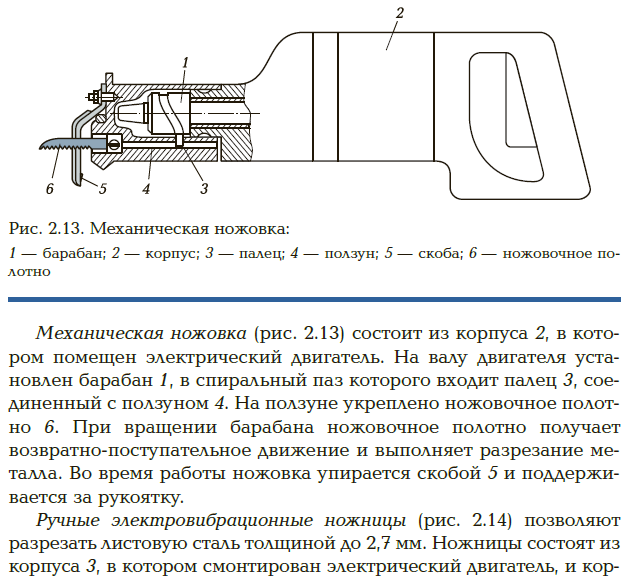 2
1
6
5
4
3
Рис. 2.13. Механическая ножовка:
1 — барабан; 2 — корпус; 3 — палец; 4 — ползун; 5 — скоба; 6 — ножовочное по-
лотно
Механическая ножовка (рис. 2.13) состоит из корпуса 2, в кото-
ром помещен электрический двигатель. На валу двигателя уста-
новлен барабан 1, в спиральный паз которого входит палец 3, сое-
диненный с ползуном 4. На ползуне укреплено ножовочное полот-
но 6. При вращении барабана ножовочное полотно получает
возвратно-поступательное движение и выполняет разрезание ме-
талла. Во время работы ножовка упирается скобой 5 и поддержи-
вается за рукоятку.
Ручные электровибрационные ножницы (рис. 2.14) позволяют
разрезать листовую сталь толщиной до 2,7 мм. Ножницы состоят из
корпуса 3, в котором смонтирован электрический двигатель, и кор-